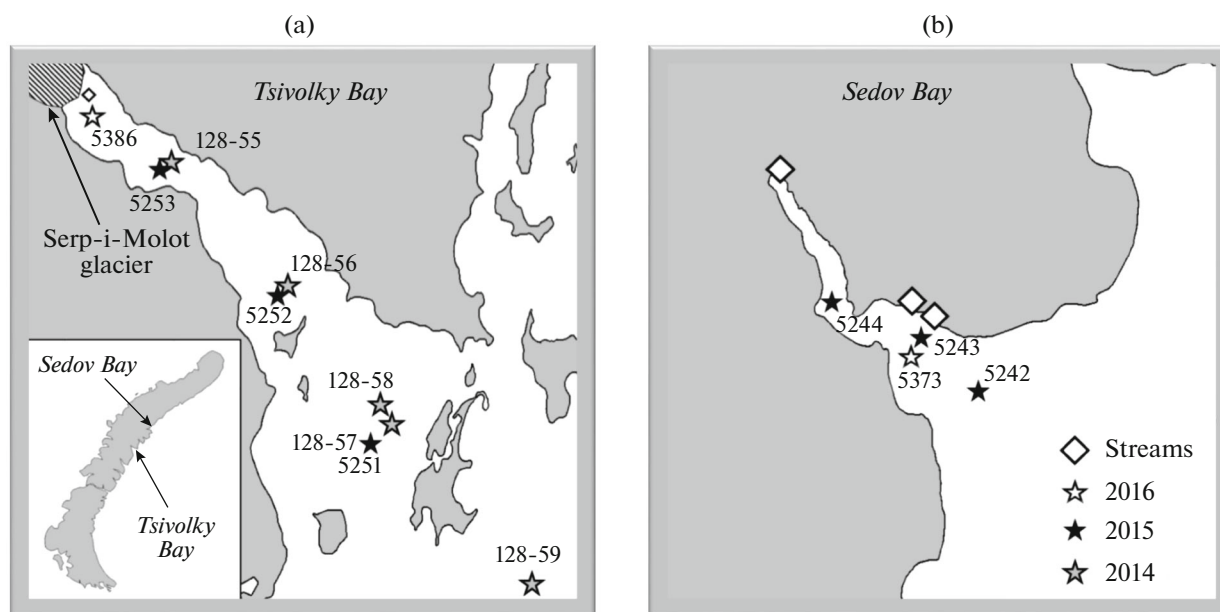 (a)
Tsivolky Bay
5386
128-55
5253
Serp-i-Molot
glacier
128-56
5252
Sedov Bay
Tsivolky
Bay
128-58
128-57
5251
128-59
(b)
Sedov Bay
5244
5243
5373
5242
Streams
2016
2015
2014